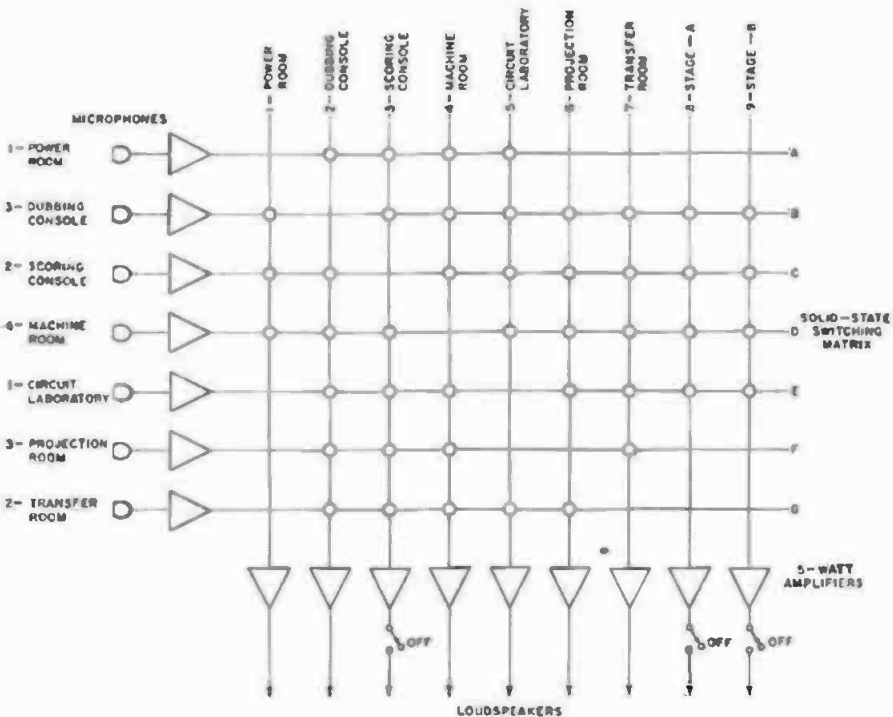 1-POWER
ROOM
2-DUBBING
CONSOLE
3-SCORING
CONSOLE
4-MACHINE
ROOM
5-CIRCUIT
LABORATORY
6-PROJECTION
ROOM
7-TRANSFER
ROOM
8-STAGE-A
9-STAGE-B
MICROPHONES
1-POWER
ROOM
A
3-DUBBING
CONSOLE
B
2-SCORING
CONSOLE
C
4-MACHINE
ROOM
D
SOLID-STATE
SWITCHING
MATRIX
1-CIRCUIT
LABORATORY
E
3-PROJECTION
ROOM
F
2-TRANSFER
ROOM
G
5-WATT
AMPLIFIERS
OFF
OFF
OFF
LOUDSPEAKERS